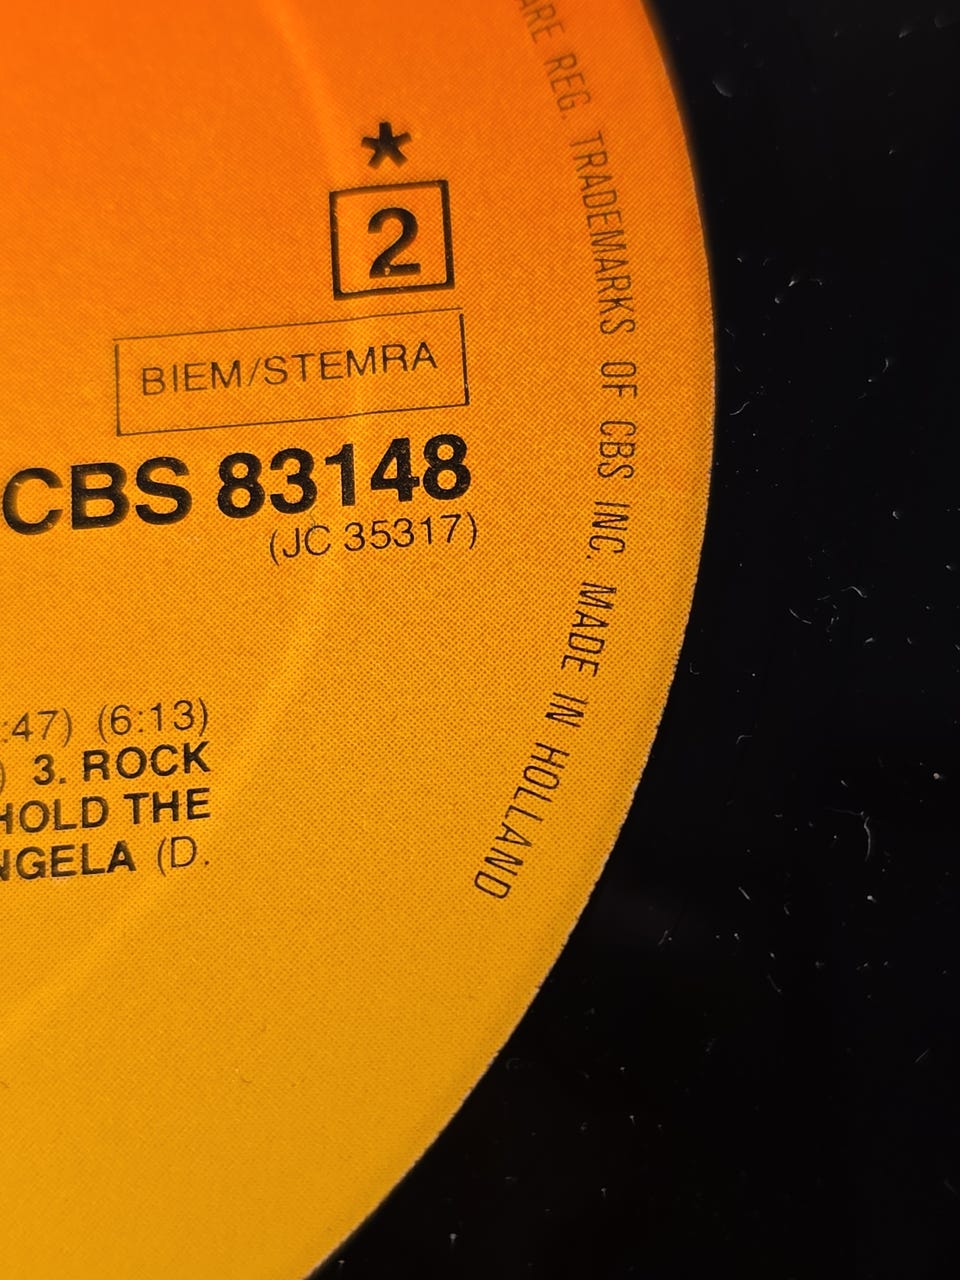 *
2
BIEM/STEMRA
CBS 83148
(JC 35317)
:47) (6:13)
) 3. ROCK
HOLD THE
NGELA (D.
ARE REG. TRADEMARKS OF CBS INC. MADE IN HOLLAND